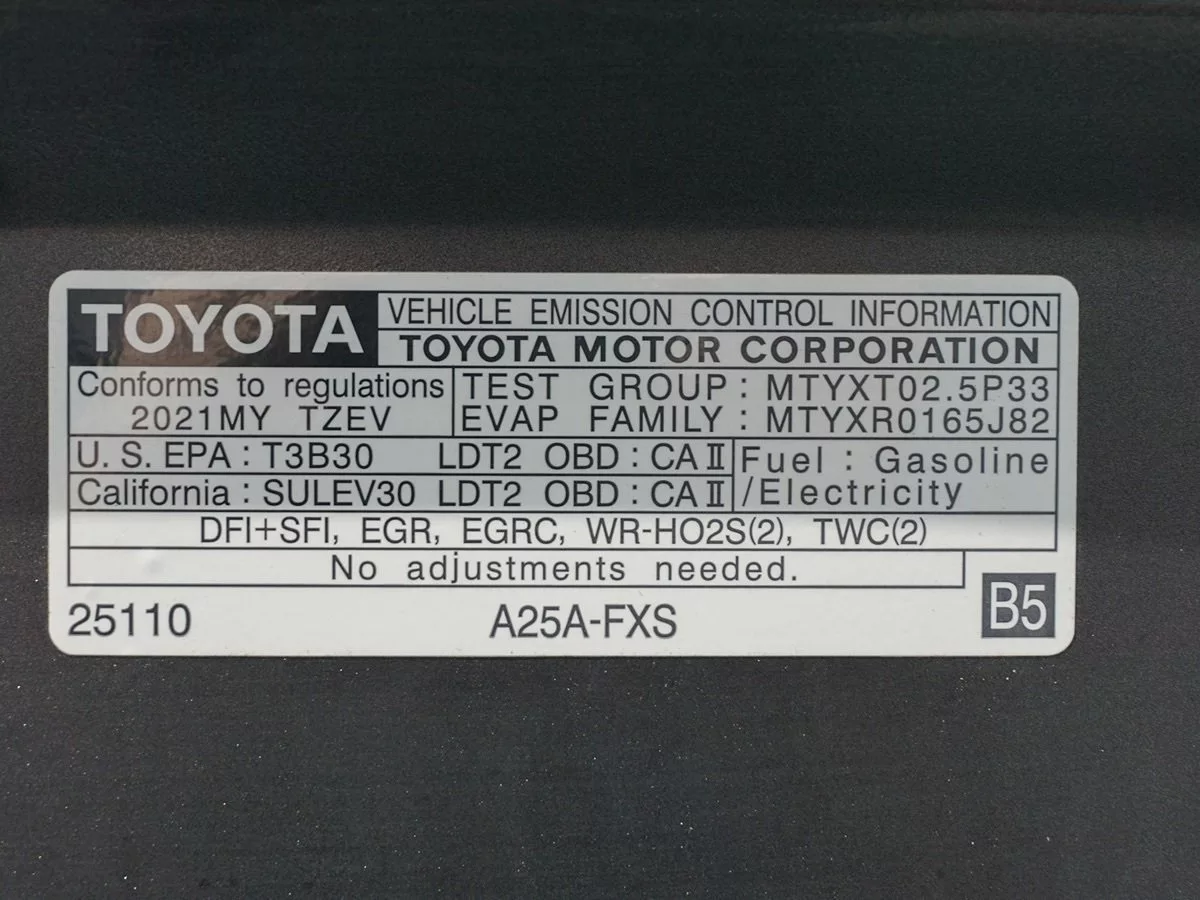 TOYOTA
VEHICLE EMISSION CONTROL INFORMATION
TOYOTA MOTOR CORPORATION
Conforms to regulations
2021MY TZEV
TEST GROUP : MTYXT02.5P33
EVAP FAMILY : MTYXR0165J82
U. S. EPA : T3B30 LDT2 OBD : CA II
California : SULEV30 LDT2 OBD : CA II
Fuel : Gasoline
/Electricity
DFI+SFI, EGR, EGRC, WR-HO2S(2), TWC(2)
No adjustments needed.
25110
A25A-FXS
B5